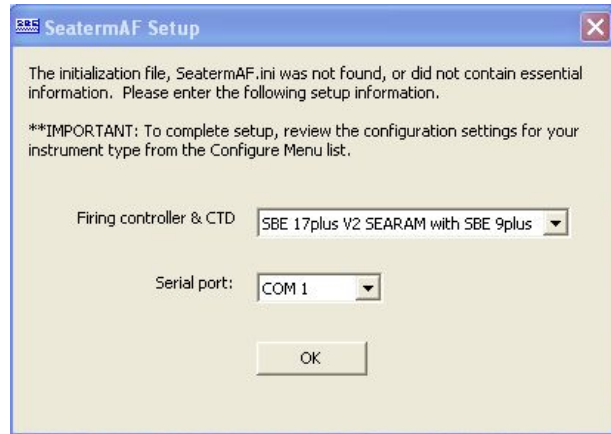 SBE SeatermAF Setup
The initialization file, SeatermAF.ini was not found, or did not contain essential
information. Please enter the following setup information.
**IMPORTANT: To complete setup, review the configuration settings for your
instrument type from the Configure Menu list.
Firing controller & CTD SBE 17plus V2 SEARAM with SBE 9plus
Serial port: COM 1
OK